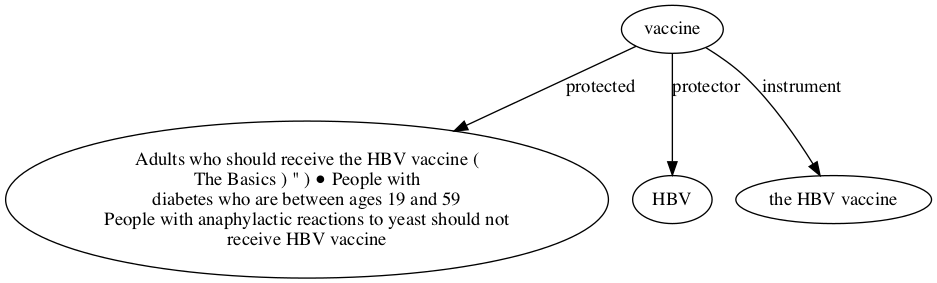 vaccine
protected
protector
instrument
Adults who should receive the HBV vaccine (
The Basics ) " ) ● People with
diabetes who are between ages 19 and 59
People with anaphylactic reactions to yeast should not
receive HBV vaccine
HBV
the HBV vaccine